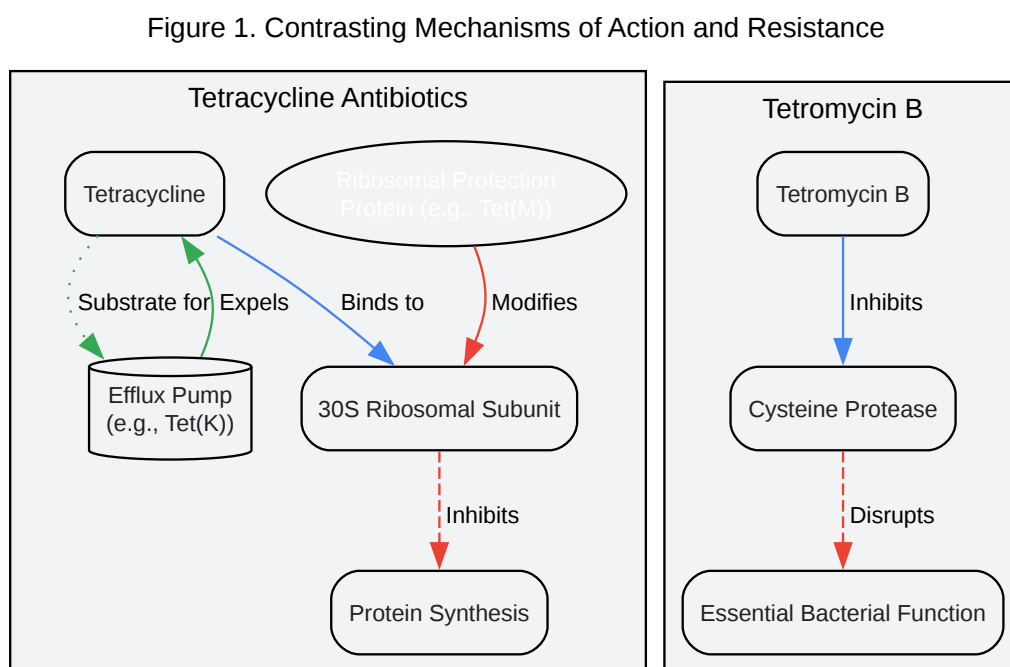 Figure 1. Contrasting Mechanisms of Action and Resistance
Tetracycline Antibiotics
Tetracycline
Ribosomal Protection
Protein (e.g., Tet(M))
Substrate for
Expels
Binds to
Modifies
Efflux Pump
(e.g., Tet(K))
30S Ribosomal Subunit
Inhibits
Protein Synthesis
Tetromycin B
Tetromycin B
Inhibits
Cysteine Protease
Disrupts
Essential Bacterial Function